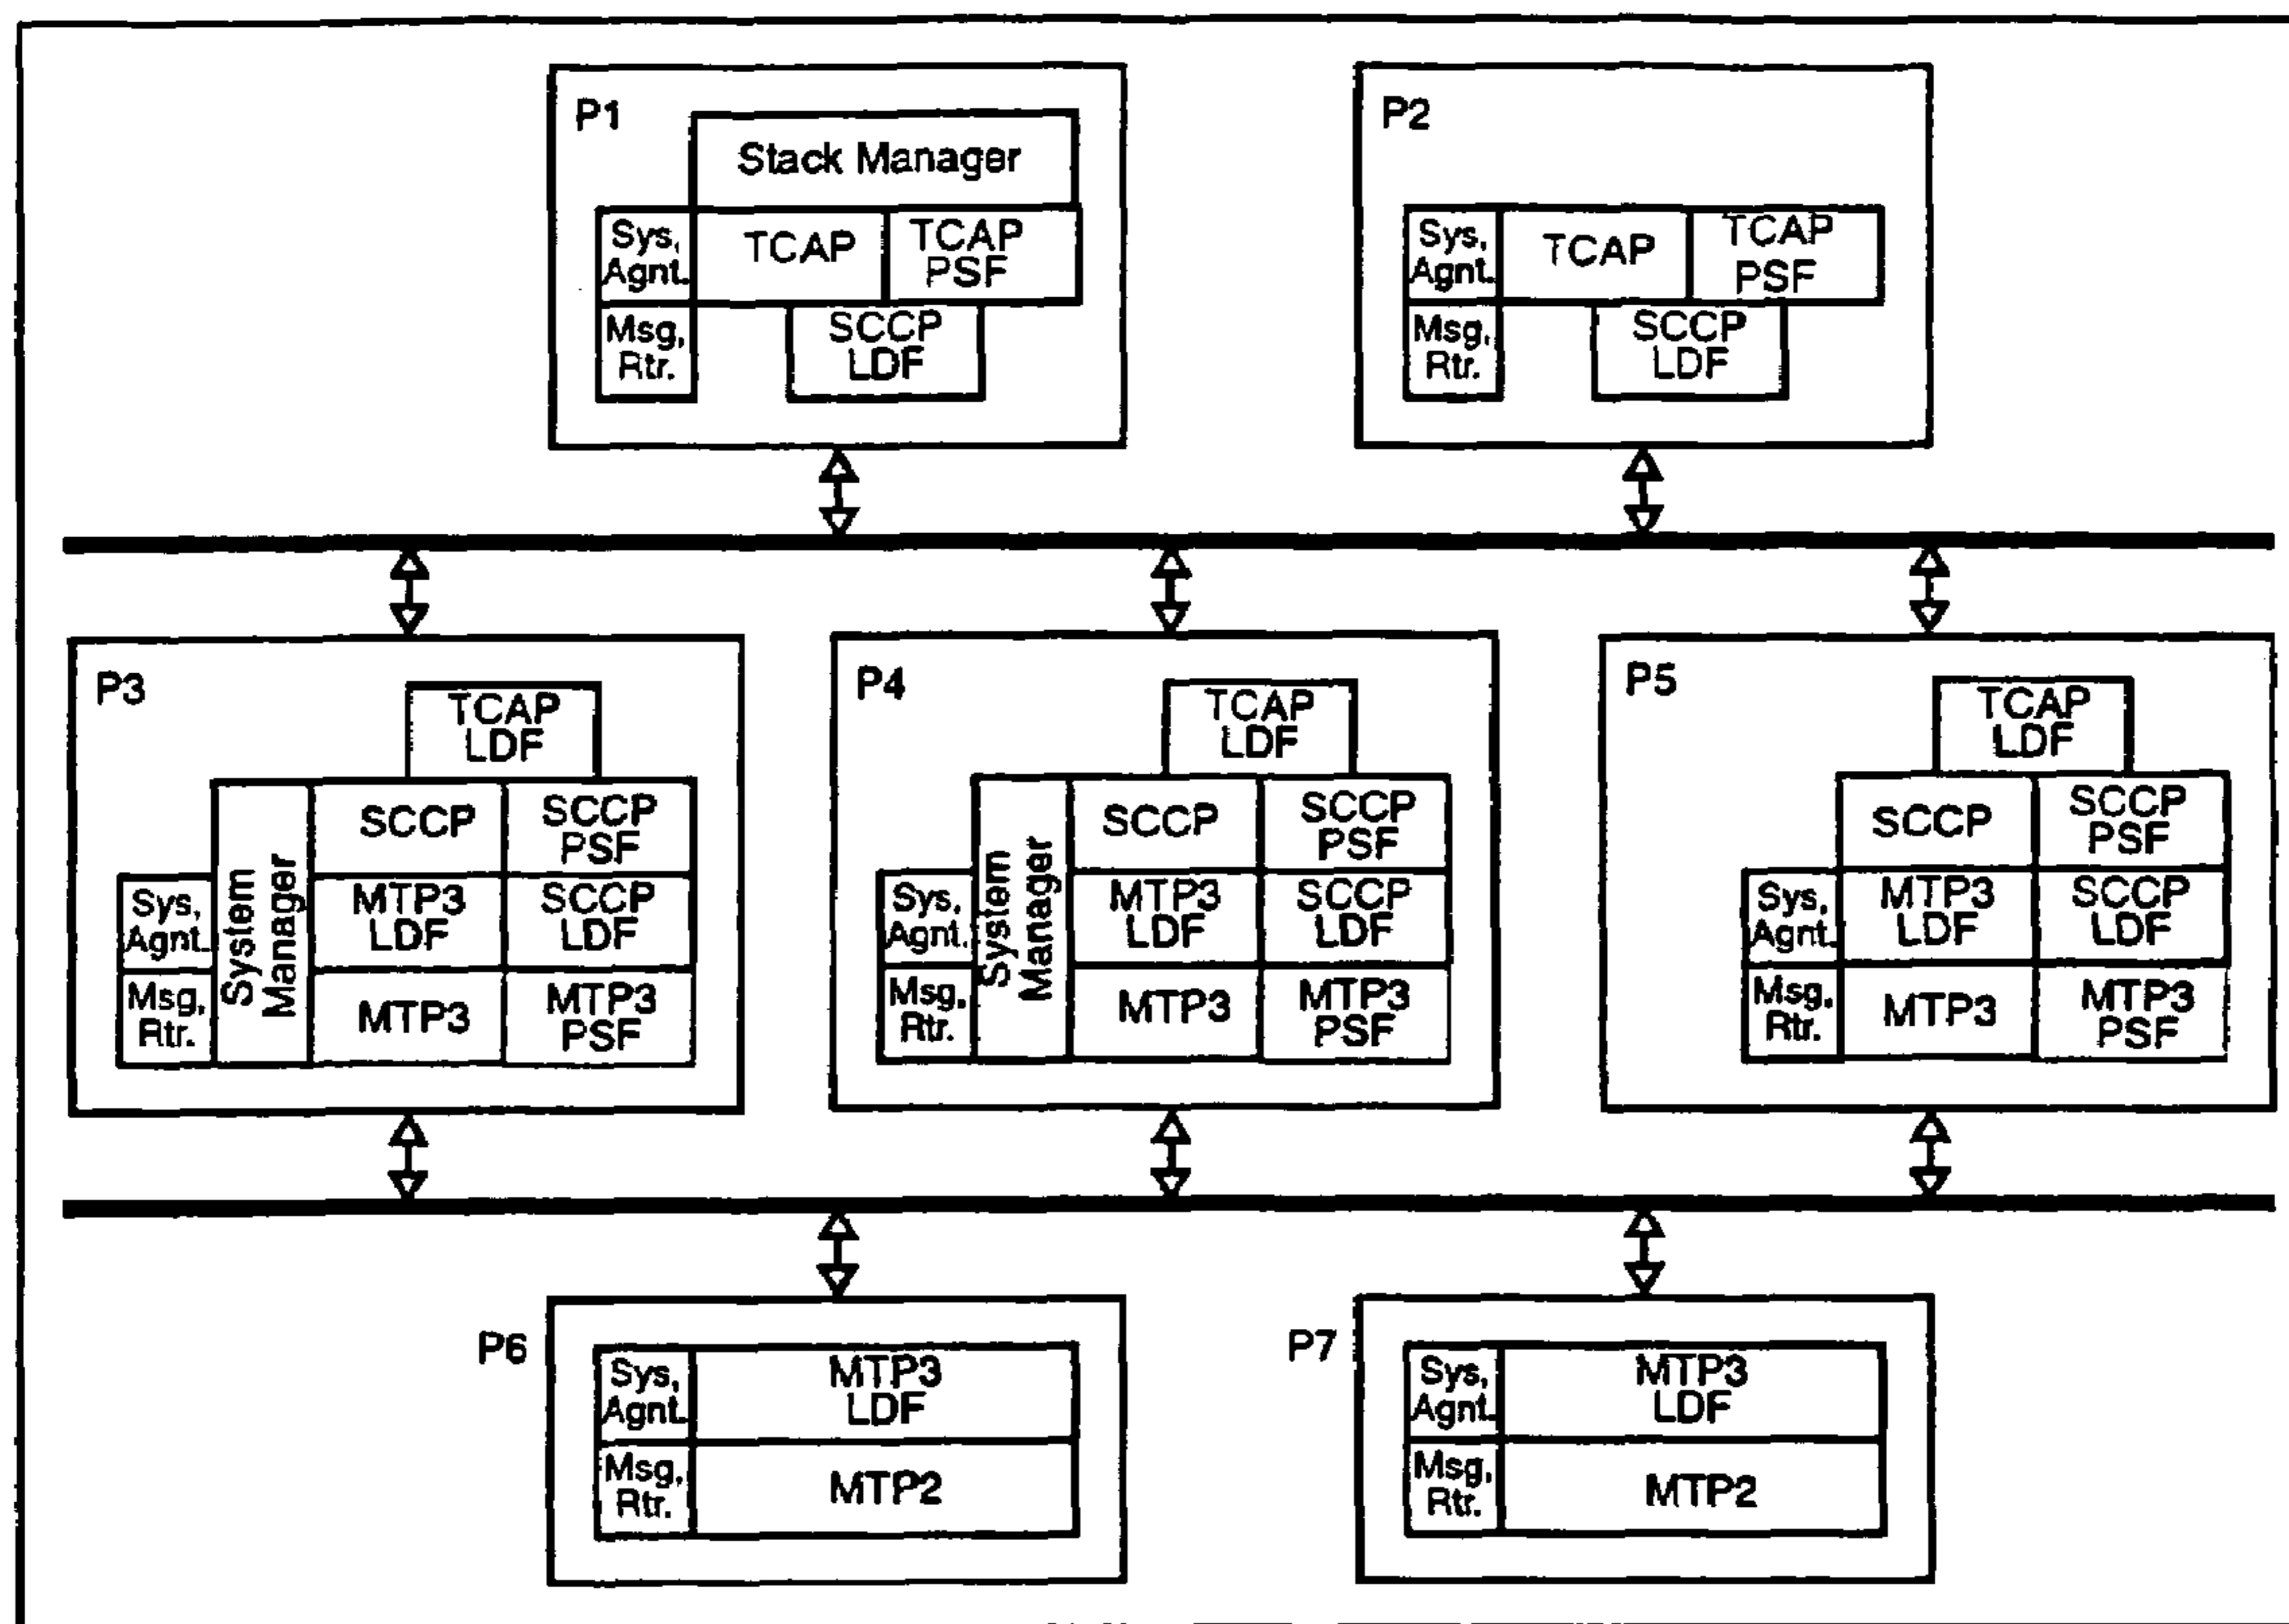 P1
Stack Manager
Sys,
Agnt.
TCAP
TCAP
PSF
Msg,
Rtr.
SCCP
LDF
P2
Sys,
Agnt.
TCAP
TCAP
PSF
Msg,
Rtr.
SCCP
LDF
P3
TCAP
LDF
System
Manager
SCCP
SCCP
PSF
Sys,
Agnt.
MTP3
LDF
SCCP
LDF
Msg,
Rtr.
MTP3
MTP3
PSF
P4
TCAP
LDF
System
Manager
SCCP
SCCP
PSF
Sys,
Agnt.
MTP3
LDF
SCCP
LDF
Msg,
Rtr.
MTP3
MTP3
PSF
P5
TCAP
LDF
SCCP
SCCP
PSF
Sys,
Agnt.
MTP3
LDF
SCCP
LDF
Msg,
Rtr.
MTP3
MTP3
PSF
P6
Sys,
Agnt.
MTP3
LDF
Msg,
Rtr.
MTP2
P7
Sys,
Agnt.
MTP3
LDF
Msg,
Rtr.
MTP2